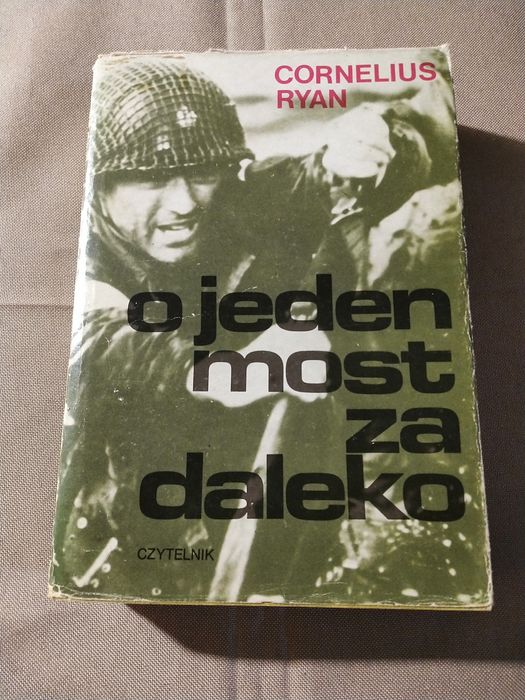 CORNELIUS
RYAN
o jeden
most
za
daleko
CZYTELNIK